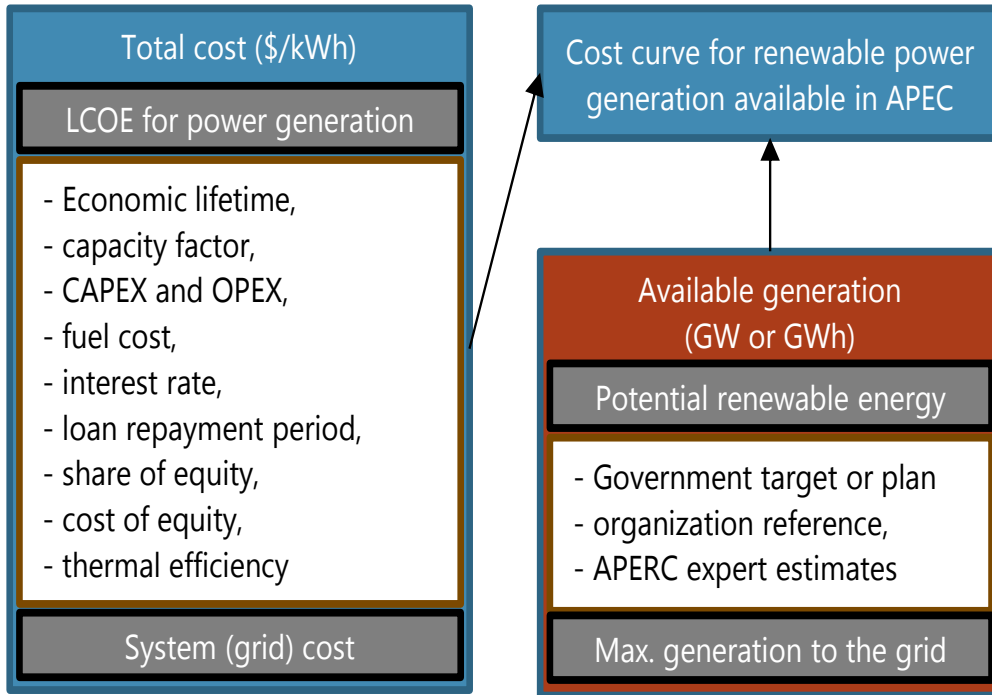 Total cost ($/kWh)
LCOE for power generation
- Economic lifetime,
- capacity factor,
- CAPEX and OPEX,
- fuel cost,
- interest rate,
- loan repayment period,
- share of equity,
- cost of equity,
- thermal efficiency
System (grid) cost
Cost curve for renewable power
generation available in APEC
Available generation
(GW or GWh)
Potential renewable energy
- Government target or plan
- organization reference,
- APERC expert estimates
Max. generation to the grid